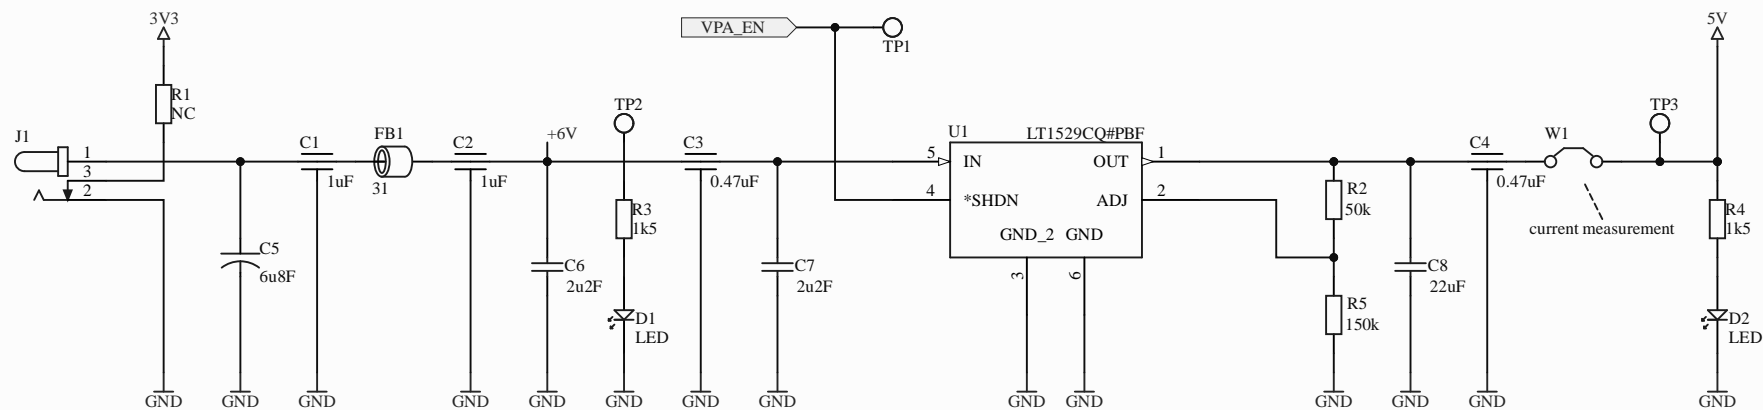 3V3
VPA_EN
TP1
5V
R1
NC
TP2
TP3
J1
1
3
2
C1
1uF
FB1
31
C2
1uF
+6V
C3
0.47uF
U1
LT1529CQ#PBF
5
IN
OUT
1
4
*SHDN
ADJ
2
GND_2
GND
3
6
C4
0.47uF
W1
current measurement
R2
50k
R3
1k5
R4
1k5
C5
6u8F
C6
2u2F
C7
2u2F
C8
22uF
R5
150k
D1
LED
D2
LED
GND
GND
GND
GND
GND
GND
GND
GND
GND
GND
GND
GND
GND
GND